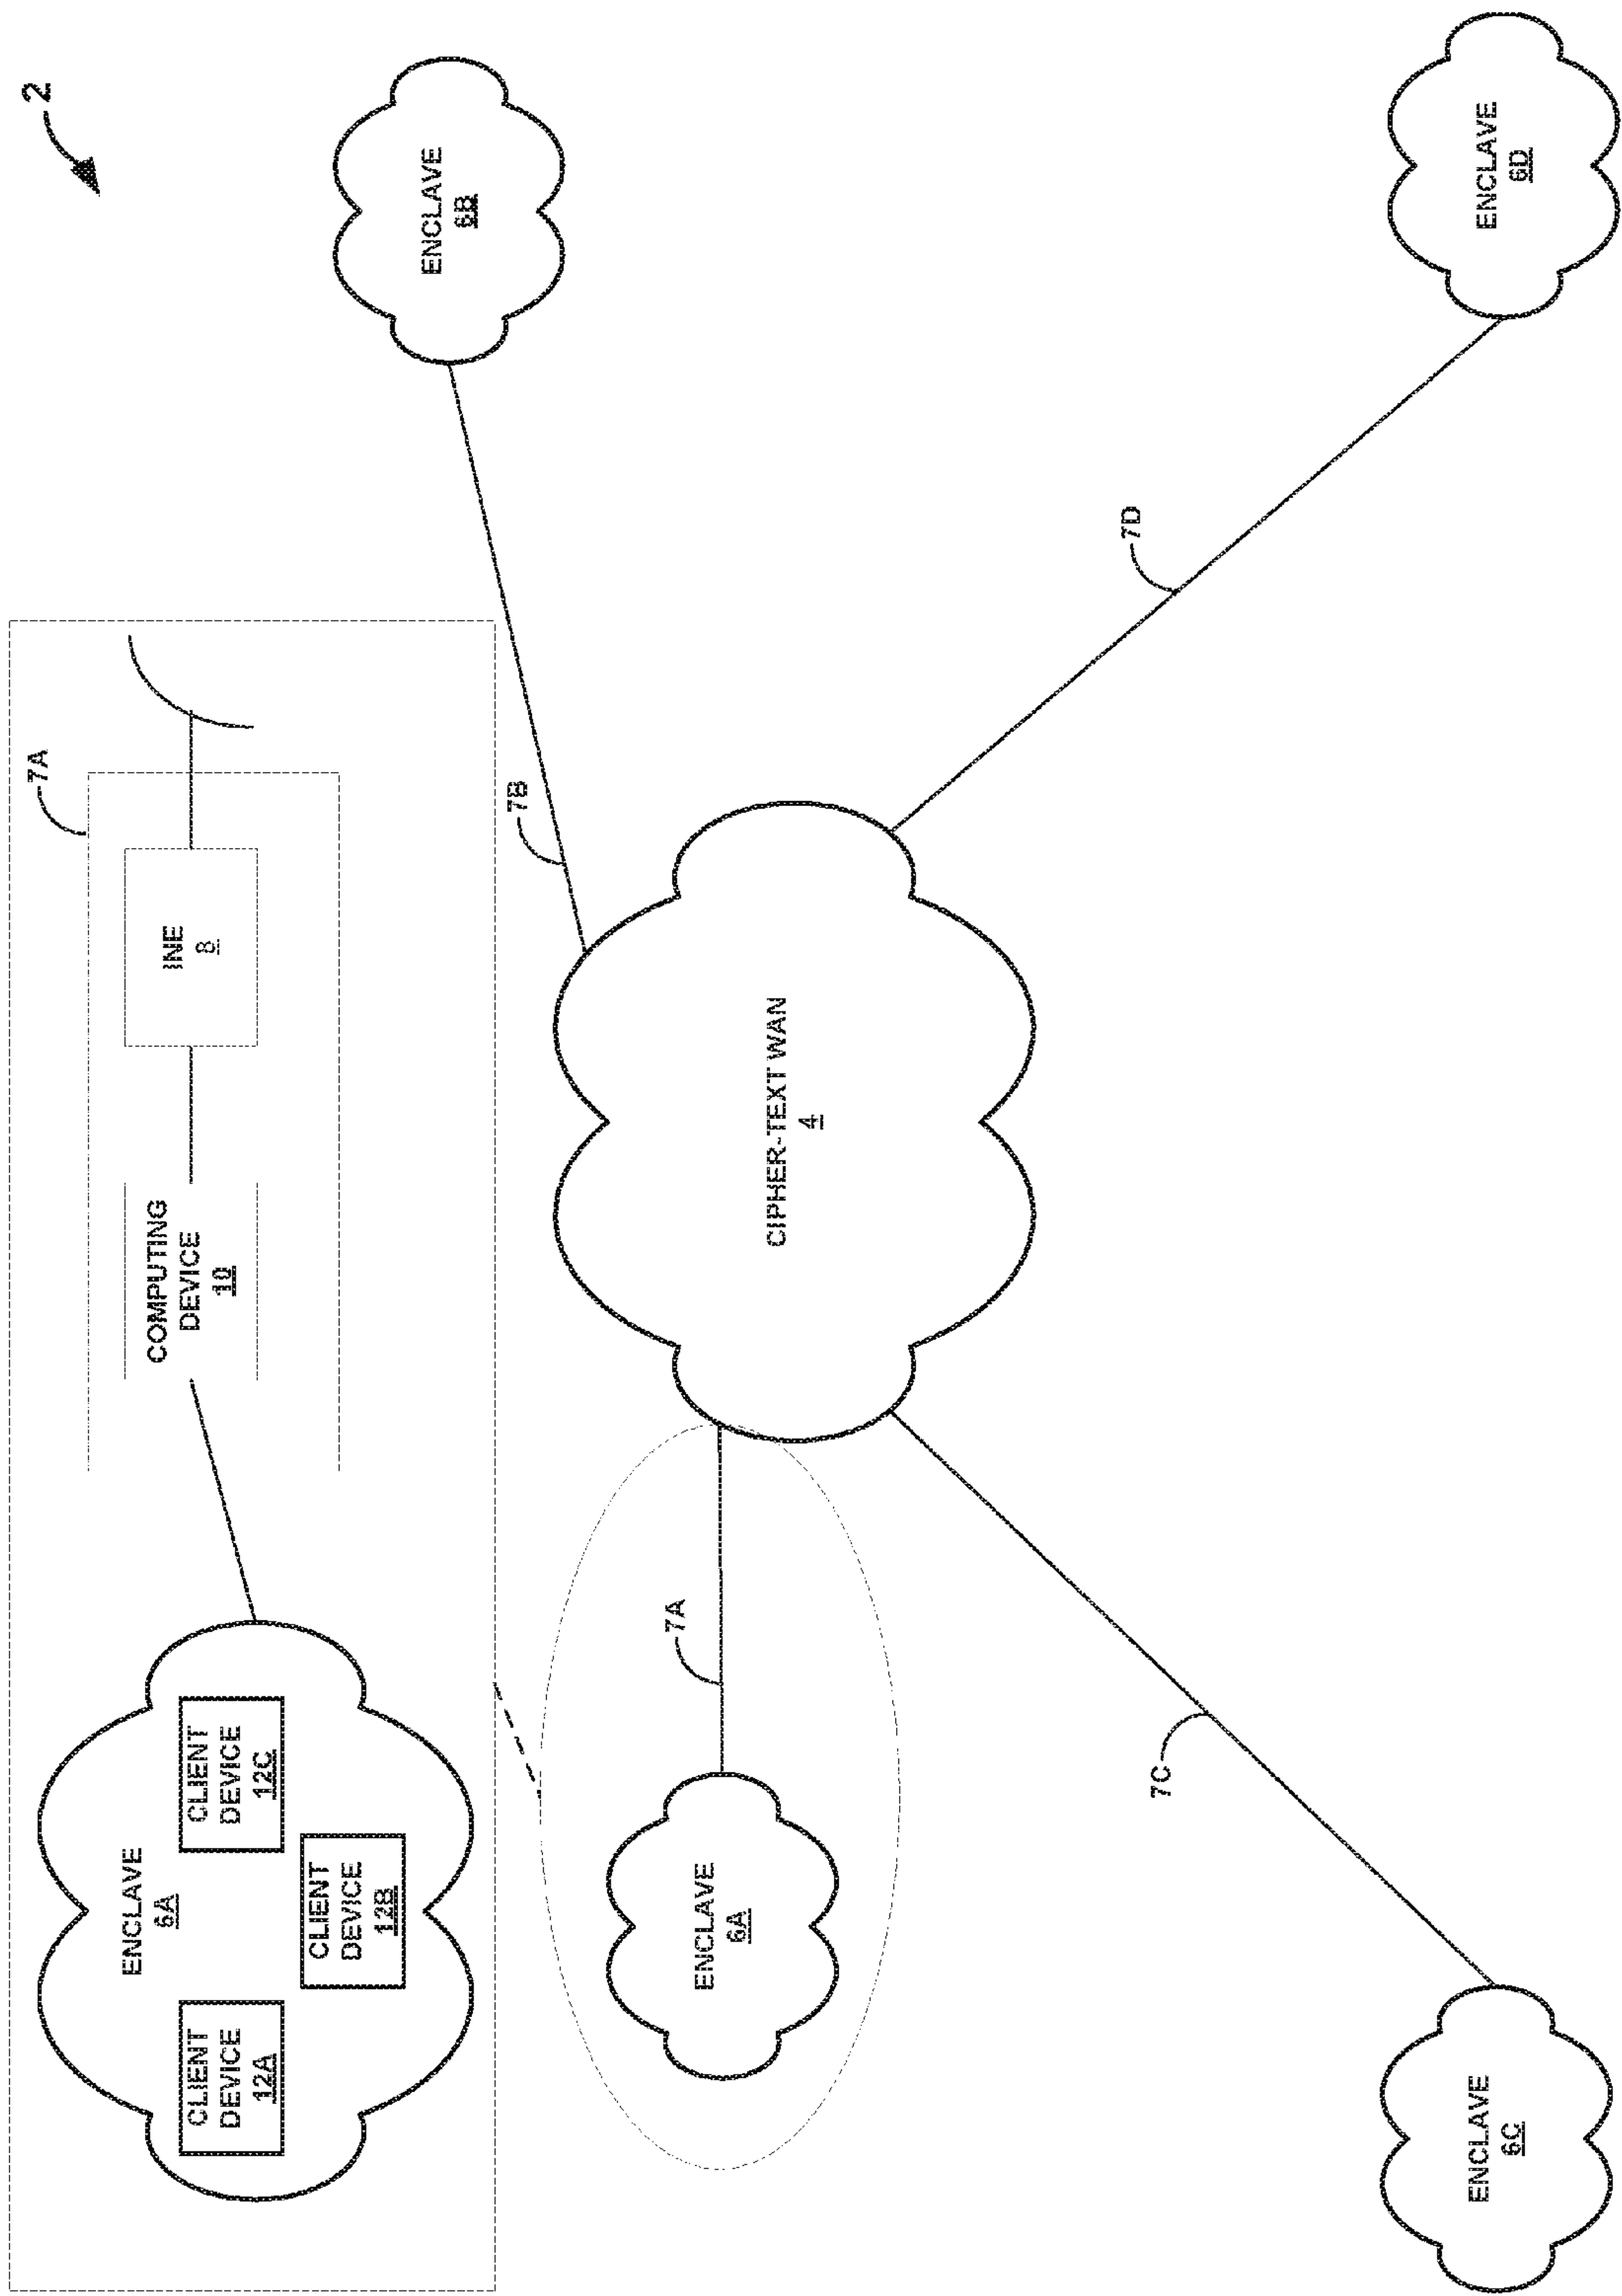 2
7A
CLIENT
DEVICE
12A
ENCLAVE
6A
CLIENT
DEVICE
12B
CLIENT
DEVICE
12C
COMPUTING
DEVICE
10
INE
8
ENCLAVE
6B
7B
7A
ENCLAVE
6A
CIPHER-TEXT WAN
4
7C
7D
ENCLAVE
6C
ENCLAVE
6D